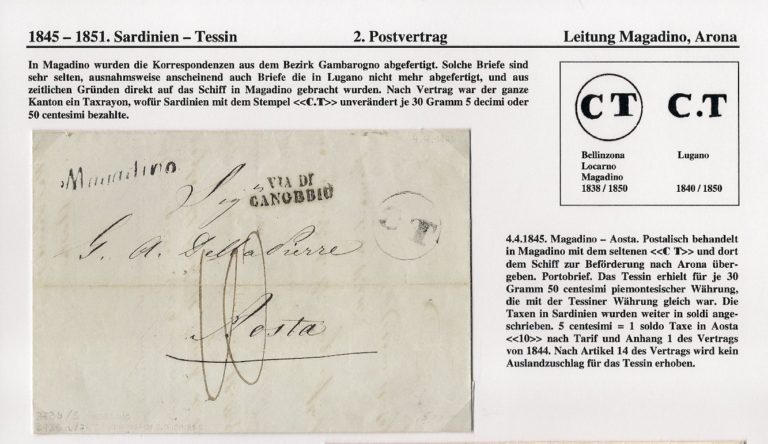 1845 – 1851. Sardinien – Tessin 2. Postvertrag Leitung Magadino, Arona
In Magadino wurden die Korrespondenzen aus dem Bezirk Gambarogno abgefertigt. Solche Briefe sind
sehr selten, ausnahmsweise anscheinend auch Briefe die in Lugano nicht mehr abgefertigt, und aus
zeitlichen Gründen direkt auf das Schiff in Magadino gebracht wurden. Nach Vertrag war der ganze
Kanton ein Taxrayon, wofür Sardinien mit dem Stempel <<C.T>> unverändert je 30 Gramm 5 decimi oder
50 centesimi bezahlte.
C T C.T
Bellinzona Lugano
Locarno
Magadino
1838 / 1850 1840 / 1850
Magadino
VIA DI
CANOBBIO
C T
G. A. Della Pierre
10
Aosta
4.4.1845. Magadino – Aosta. Postalisch behandelt
in Magadino mit dem seltenen <<C T>> und dort
dem Schiff zur Beförderung nach Arona über-
geben. Portobrief. Das Tessin erhielt für je 30
Gramm 50 centesimi piemontesischer Währung,
die mit der Tessiner Währung gleich war. Die
Taxen in Sardinien wurden weiter in soldi ange-
schrieben. 5 centesimi = 1 soldo Taxe in Aosta
<<10>> nach Tarif und Anhang 1 des Vertrags
von 1844. Nach Artikel 14 des Vertrags wird kein
Auslandzuschlag für das Tessin erhoben.